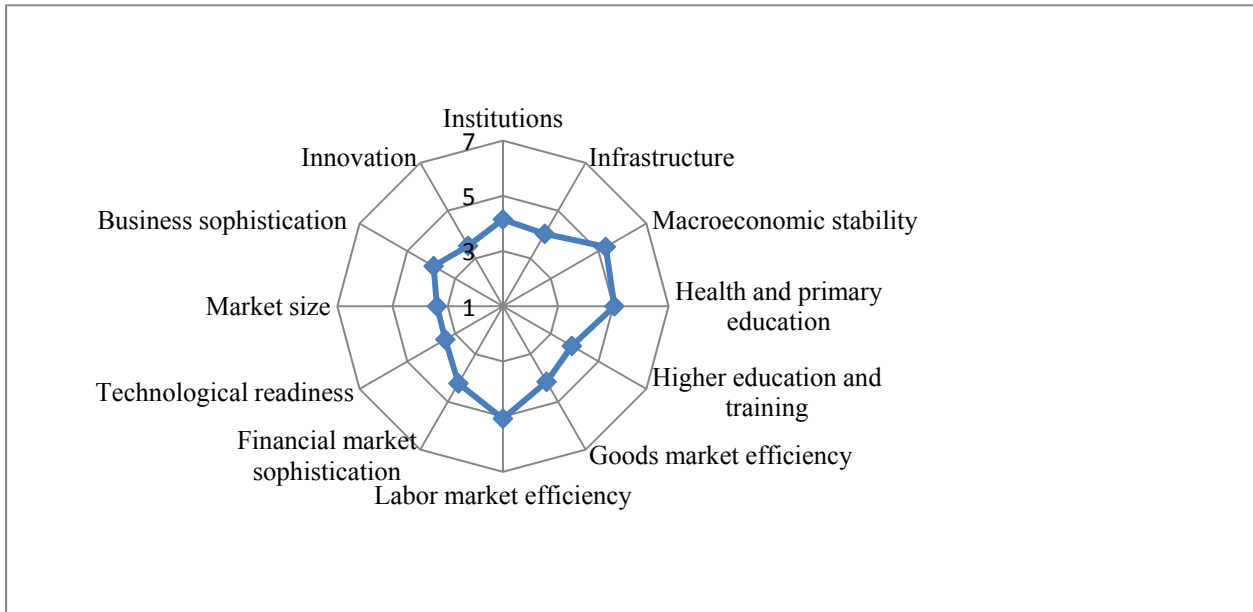 Institutions
7
Innovation
Infrastructure
5
Business sophistication
Macroeconomic stability
3
Market size
1
Health and primary
education
Technological readiness
Higher education and
training
Financial market
sophistication
Goods market efficiency
Labor market efficiency